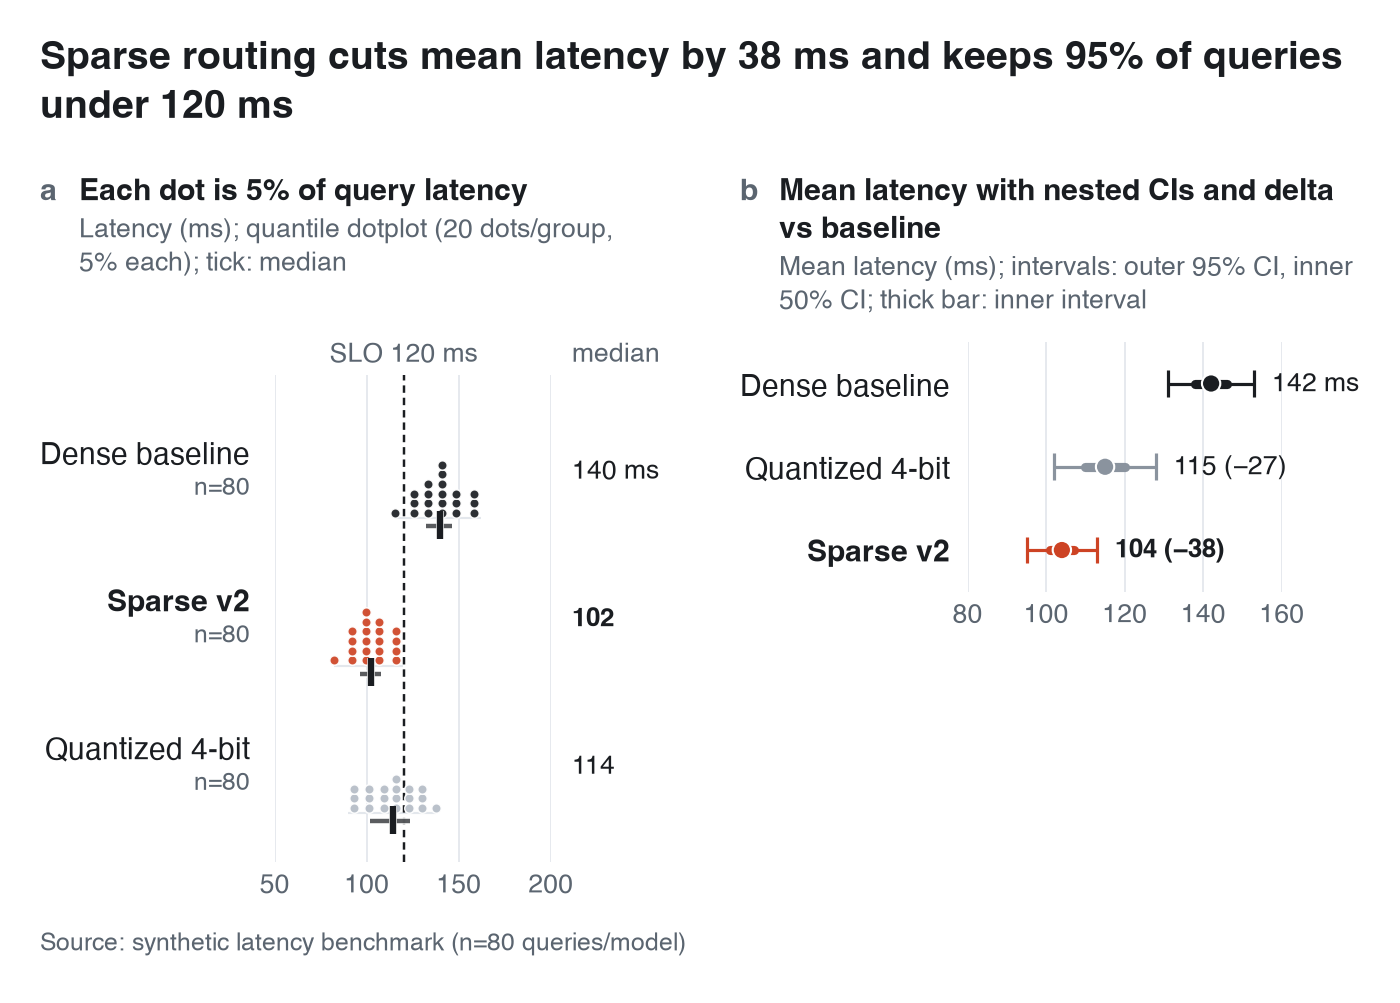 Sparse routing cuts mean latency by 38 ms and keeps 95% of queries
under 120 ms
a Each dot is 5% of query latency
Latency (ms); quantile dotplot (20 dots/group,
5% each); tick: median
SLO 120 ms
median
Dense baseline
n=80
140 ms
Sparse v2
n=80
102
Quantized 4-bit
n=80
114
50 100 150 200
b Mean latency with nested CIs and delta
vs baseline
Mean latency (ms); intervals: outer 95% CI, inner
50% CI; thick bar: inner interval
Dense baseline
142 ms
Quantized 4-bit
115 (−27)
Sparse v2
104 (−38)
80 100 120 140 160
Source: synthetic latency benchmark (n=80 queries/model)